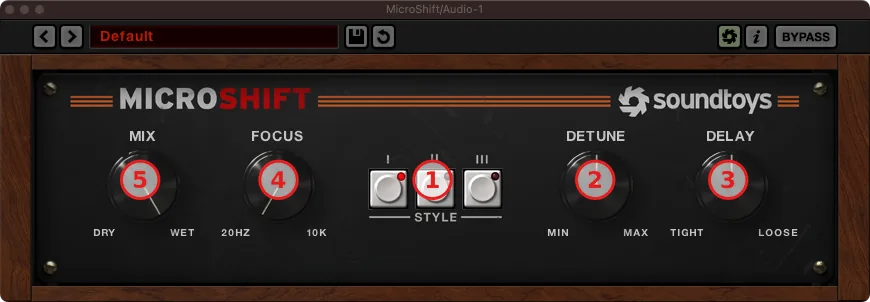 MicroShift/Audio-1
Default
i
BYPASS
MICROSHIFT
soundtoys
MIX
FOCUS
DETUNE
DELAY
I
II
III
5
4
1
2
3
STYLE
DRY
WET
20HZ
10K
MIN
MAX
TIGHT
LOOSE